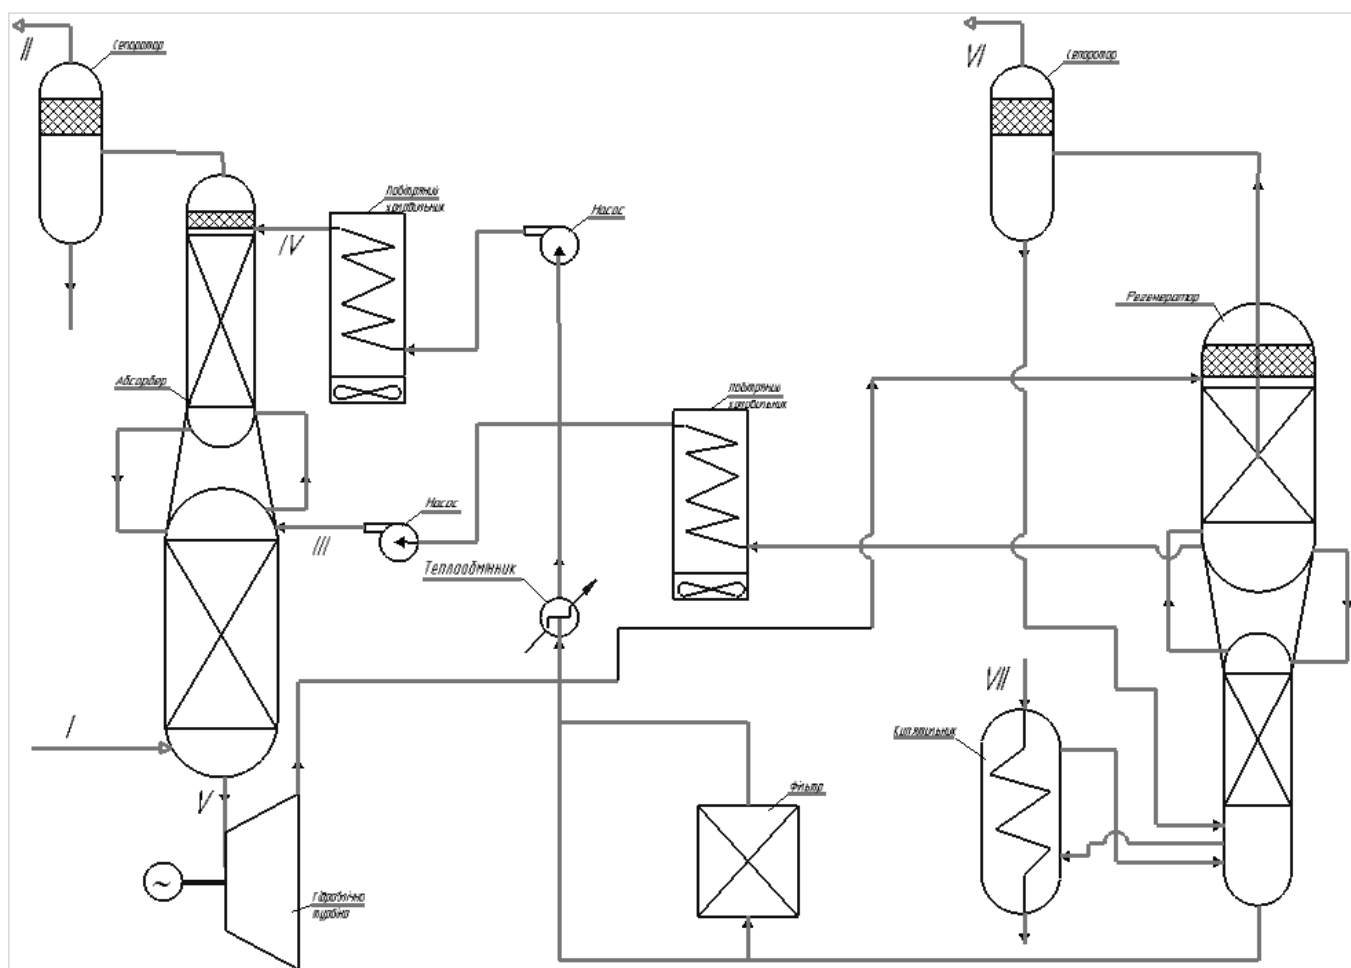 II
Сепаратор
VI
Сепаратор
Повітряний
холодильник
Насос
IV
Регенератор
Абсорбер
Повітряний
холодильник
Насос
III
Теплообмінник
VII
I
Кип'ятильник
V
Фільтр
~
Гідравлічна
турбіна